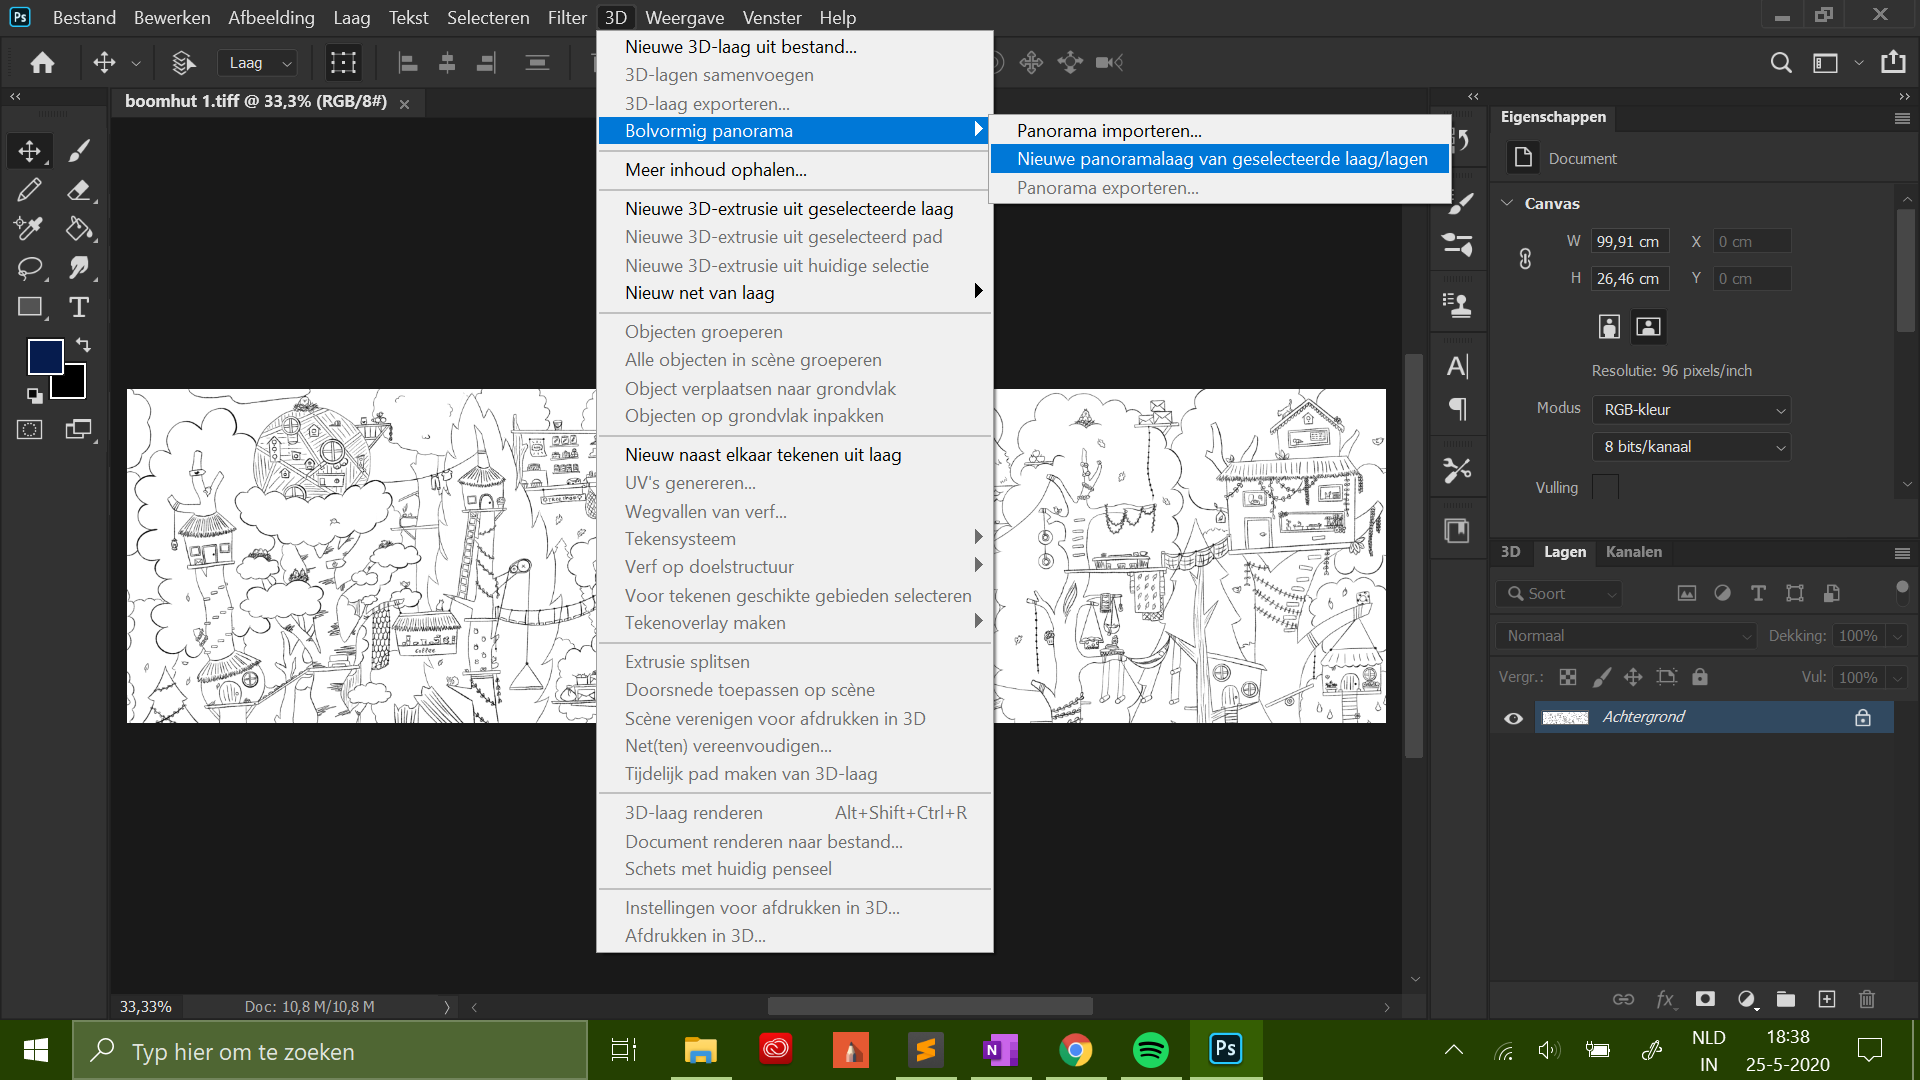 Ps Bestand Bewerken Afbeelding Laag Tekst Selecteren Filter 3D Weergave Venster Help
Laag
boomhut 1.tiff @ 33,3% (RGB/8#)
Nieuwe 3D-laag uit bestand...
3D-lagen samenvoegen
3D-laag exporteren...
Bolvormig panorama
Meer inhoud ophalen...
Nieuwe 3D-extrusie uit geselecteerde laag
Nieuwe 3D-extrusie uit geselecteerd pad
Nieuwe 3D-extrusie uit huidige selectie
Nieuw net van laag
Objecten groeperen
Alle objecten in scène groeperen
Object verplaatsen naar grondvlak
Objecten op grondvlak inpakken
Nieuw naast elkaar tekenen uit laag
UV's genereren...
Wegvallen van verf...
Tekensysteem
Verf op doelstructuur
Voor tekenen geschikte gebieden selecteren
Tekenoverlay maken
Extrusie splitsen
Doorsnede toepassen op scène
Scène verenigen voor afdrukken in 3D
Net(ten) vereenvoudigen...
Tijdelijk pad maken van 3D-laag
3D-laag renderen Alt+Shift+Ctrl+R
Document renderen naar bestand...
Schets met huidig penseel
Instellingen voor afdrukken in 3D...
Afdrukken in 3D...
Panorama importeren...
Nieuwe panoramalaag van geselecteerde laag/lagen
Panorama exporteren...
coffee
Eigenschappen
Document
Canvas
W 99,91 cm X 0 cm
H 26,46 cm Y 0 cm
Resolutie: 96 pixels/inch
Modus RGB-kleur
8 bits/kanaal
Vulling
3D Lagen Kanalen
Soort
Normaal Dekking: 100%
Vergr.: Vul: 100%
Achtergrond
fx
33,33% Doc: 10,8 M/10,8 M
Typ hier om te zoeken
N
Ps
NLD
IN
18:38
25-5-2020